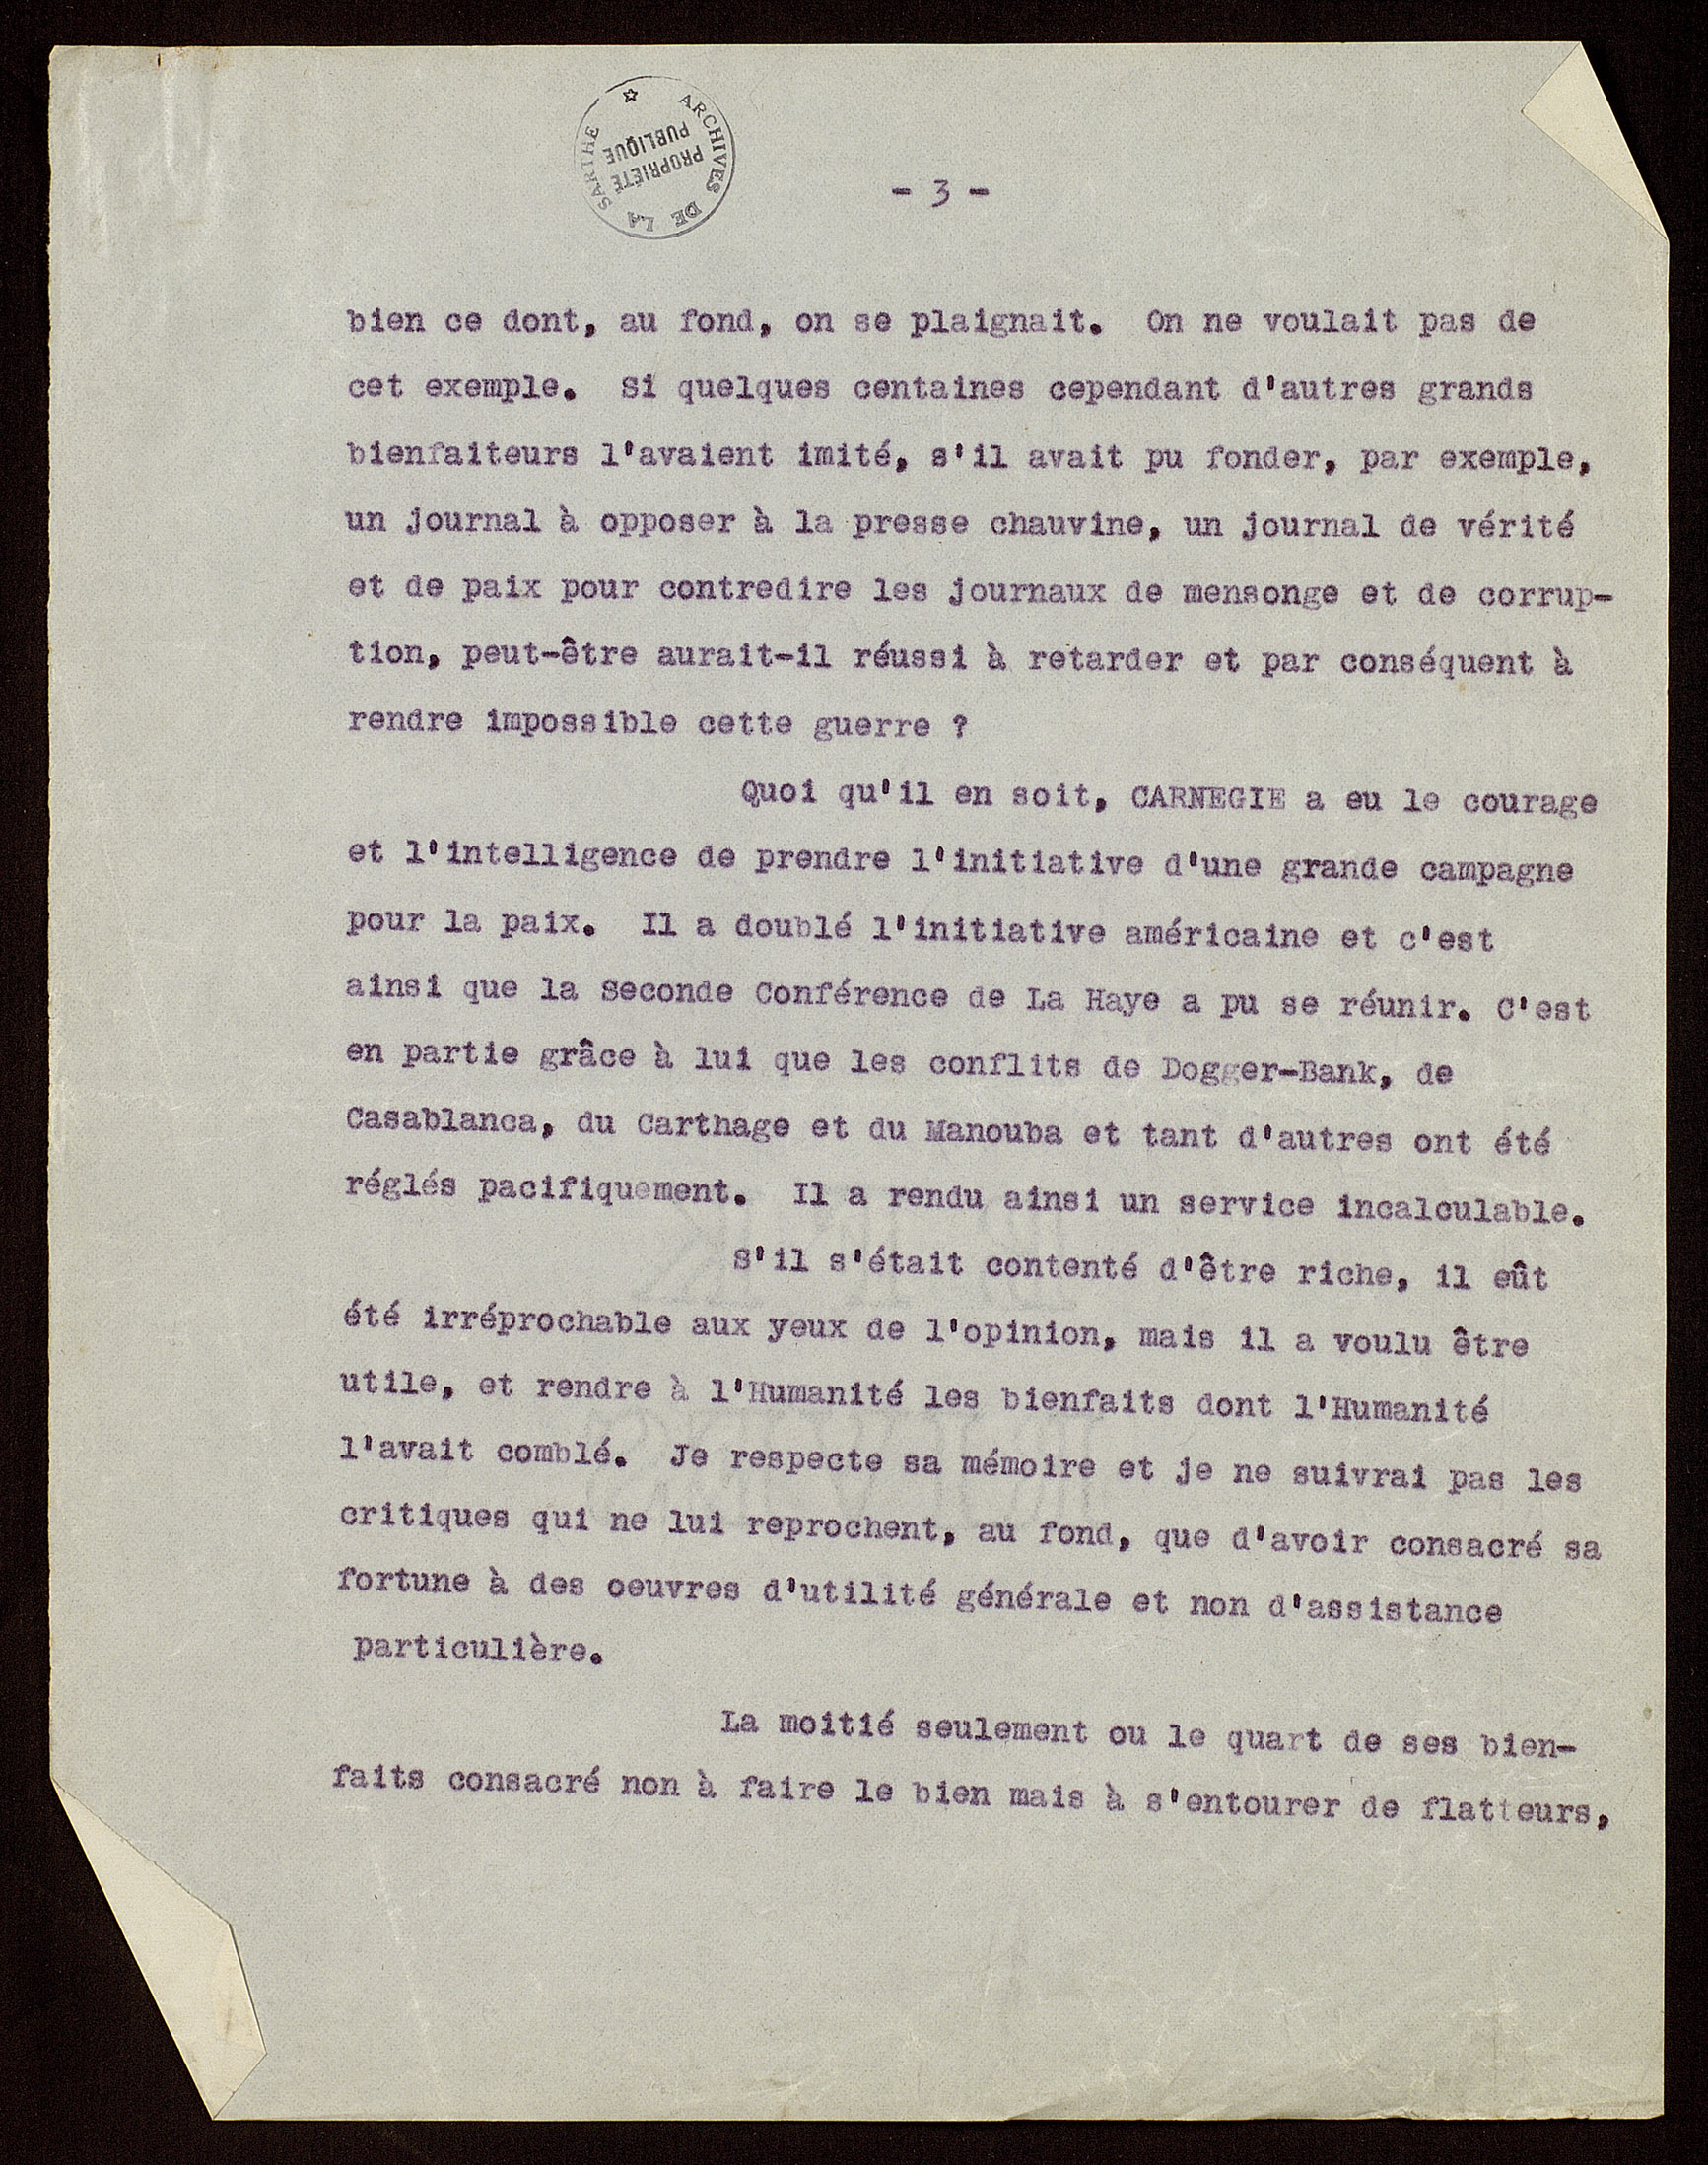 ARCHIVES DE LA SARTHE
PROPRIÉTÉ
PUBLIQUE
- 3 -
bien ce dont, au fond, on se plaignait. On ne voulait pas de
cet exemple. Si quelques centaines cependant d'autres grands
bienfaiteurs l'avaient imité, s'il avait pu fonder, par exemple,
un journal à opposer à la presse chauvine, un journal de vérité
et de paix pour contredire les journaux de mensonge et de corrup-
tion, peut-être aurait-il réussi à retarder et par conséquent à
rendre impossible cette guerre ?
Quoi qu'il en soit, CARNEGIE a eu le courage
et l'intelligence de prendre l'initiative d'une grande campagne
pour la paix. Il a doublé l'initiative américaine et c'est
ainsi que la Seconde Conférence de La Haye a pu se réunir. C'est
en partie grâce à lui que les conflits de Dogger-Bank, de
Casablanca, du Carthage et du Manouba et tant d'autres ont été
réglés pacifiquement. Il a rendu ainsi un service incalculable.
S'il s'était contenté d'être riche, il eût
été irréprochable aux yeux de l'opinion, mais il a voulu être
utile, et rendre à l'Humanité les bienfaits dont l'Humanité
l'avait comblé. Je respecte sa mémoire et je ne suivrai pas les
critiques qui ne lui reprochent, au fond, que d'avoir consacré sa
fortune à des oeuvres d'utilité générale et non d'assistance
particulière.
La moitié seulement ou le quart de ses bien-
faits consacré non à faire le bien mais à s'entourer de flatteurs,